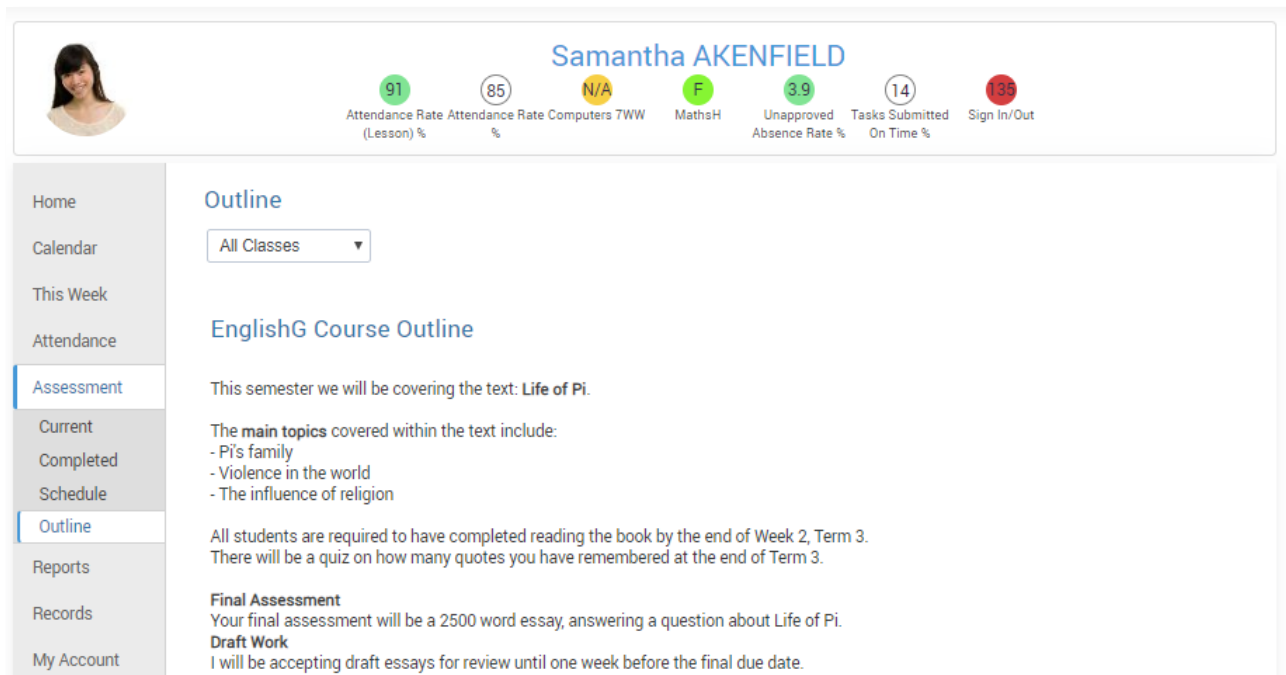 Samantha AKENFIELD
91 85 N/A F 3.9 14 135
Attendance Rate Attendance Rate Computers 7WW MathsH Unapproved Tasks Submitted Sign In/Out
(Lesson) % % Absence Rate % On Time %
Home
Calendar
This Week
Attendance
Assessment
Current
Completed
Schedule
Outline
Reports
Records
My Account
Outline
All Classes
EnglishG Course Outline
This semester we will be covering the text: Life of Pi.
The main topics covered within the text include:
- Pi's family
- Violence in the world
- The influence of religion
All students are required to have completed reading the book by the end of Week 2, Term 3.
There will be a quiz on how many quotes you have remembered at the end of Term 3.
Final Assessment
Your final assessment will be a 2500 word essay, answering a question about Life of Pi.
Draft Work
I will be accepting draft essays for review until one week before the final due date.